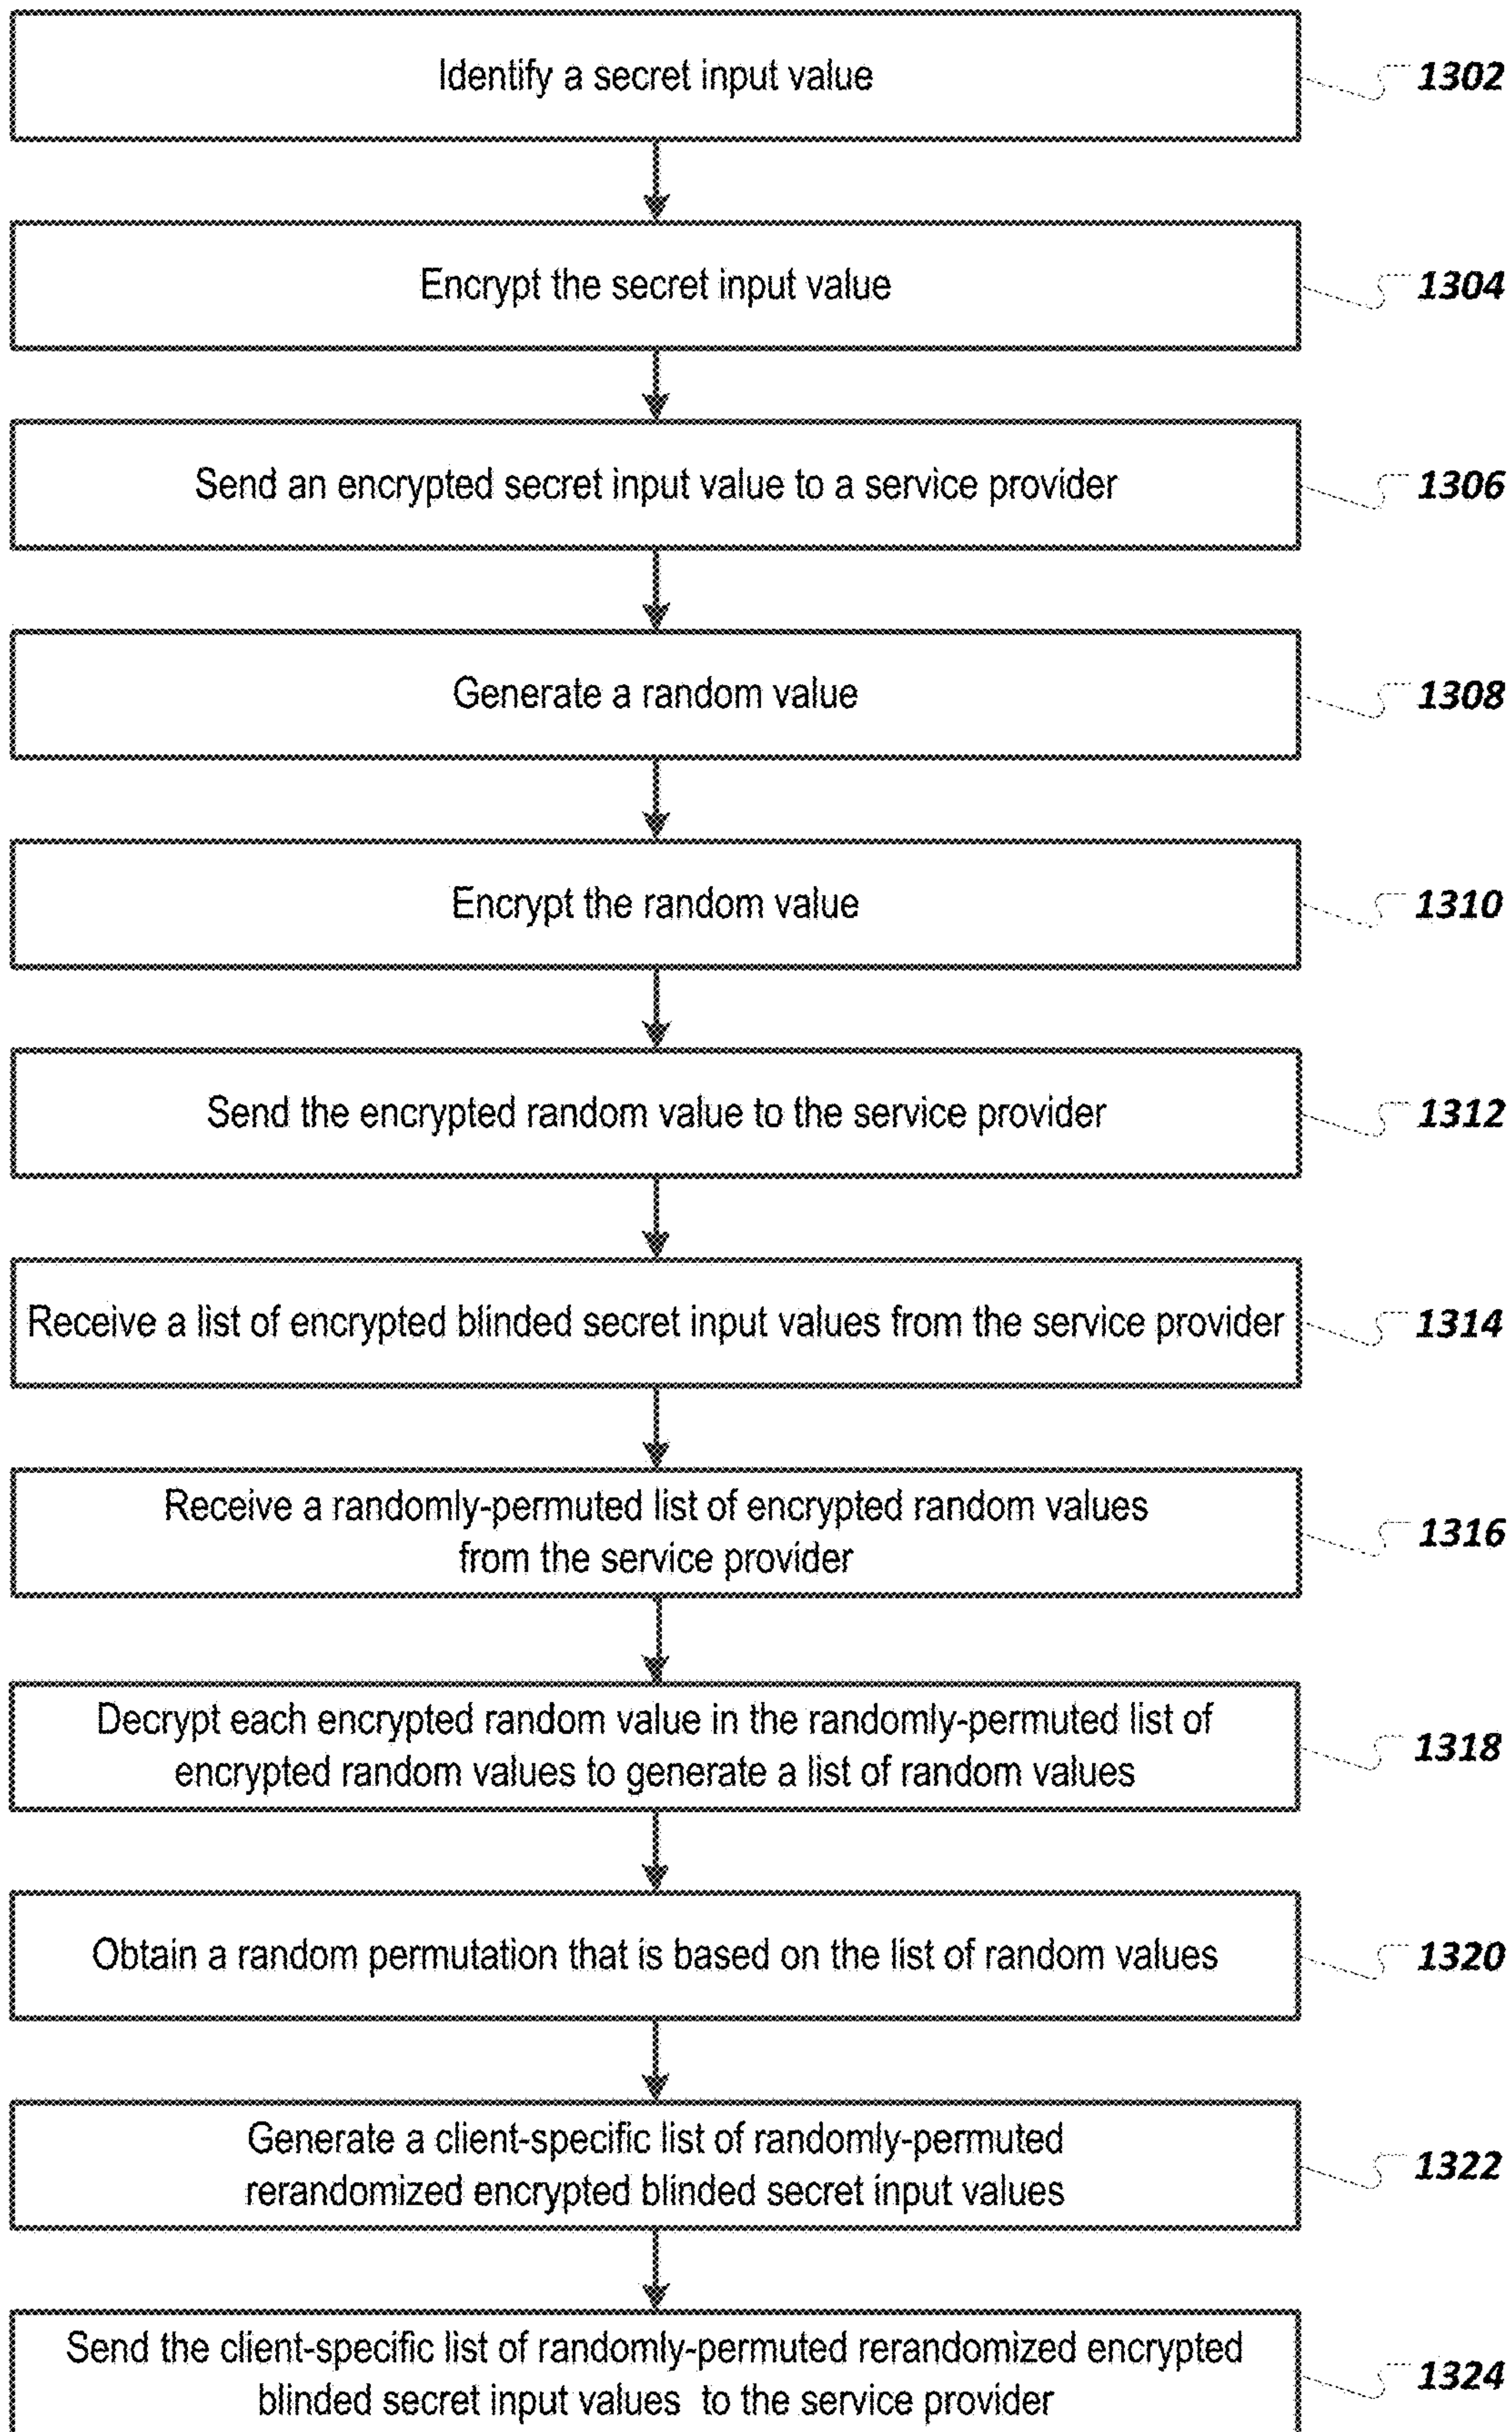 Identify a secret input value
1302
Encrypt the secret input value
1304
Send an encrypted secret input value to a service provider
1306
Generate a random value
1308
Encrypt the random value
1310
Send the encrypted random value to the service provider
1312
Receive a list of encrypted blinded secret input values from the service provider
1314
Receive a randomly-permuted list of encrypted random values
from the service provider
1316
Decrypt each encrypted random value in the randomly-permuted list of
encrypted random values to generate a list of random values
1318
Obtain a random permutation that is based on the list of random values
1320
Generate a client-specific list of randomly-permuted
rerandomized encrypted blinded secret input values
1322
Send the client-specific list of randomly-permuted rerandomized encrypted
blinded secret input values to the service provider
1324